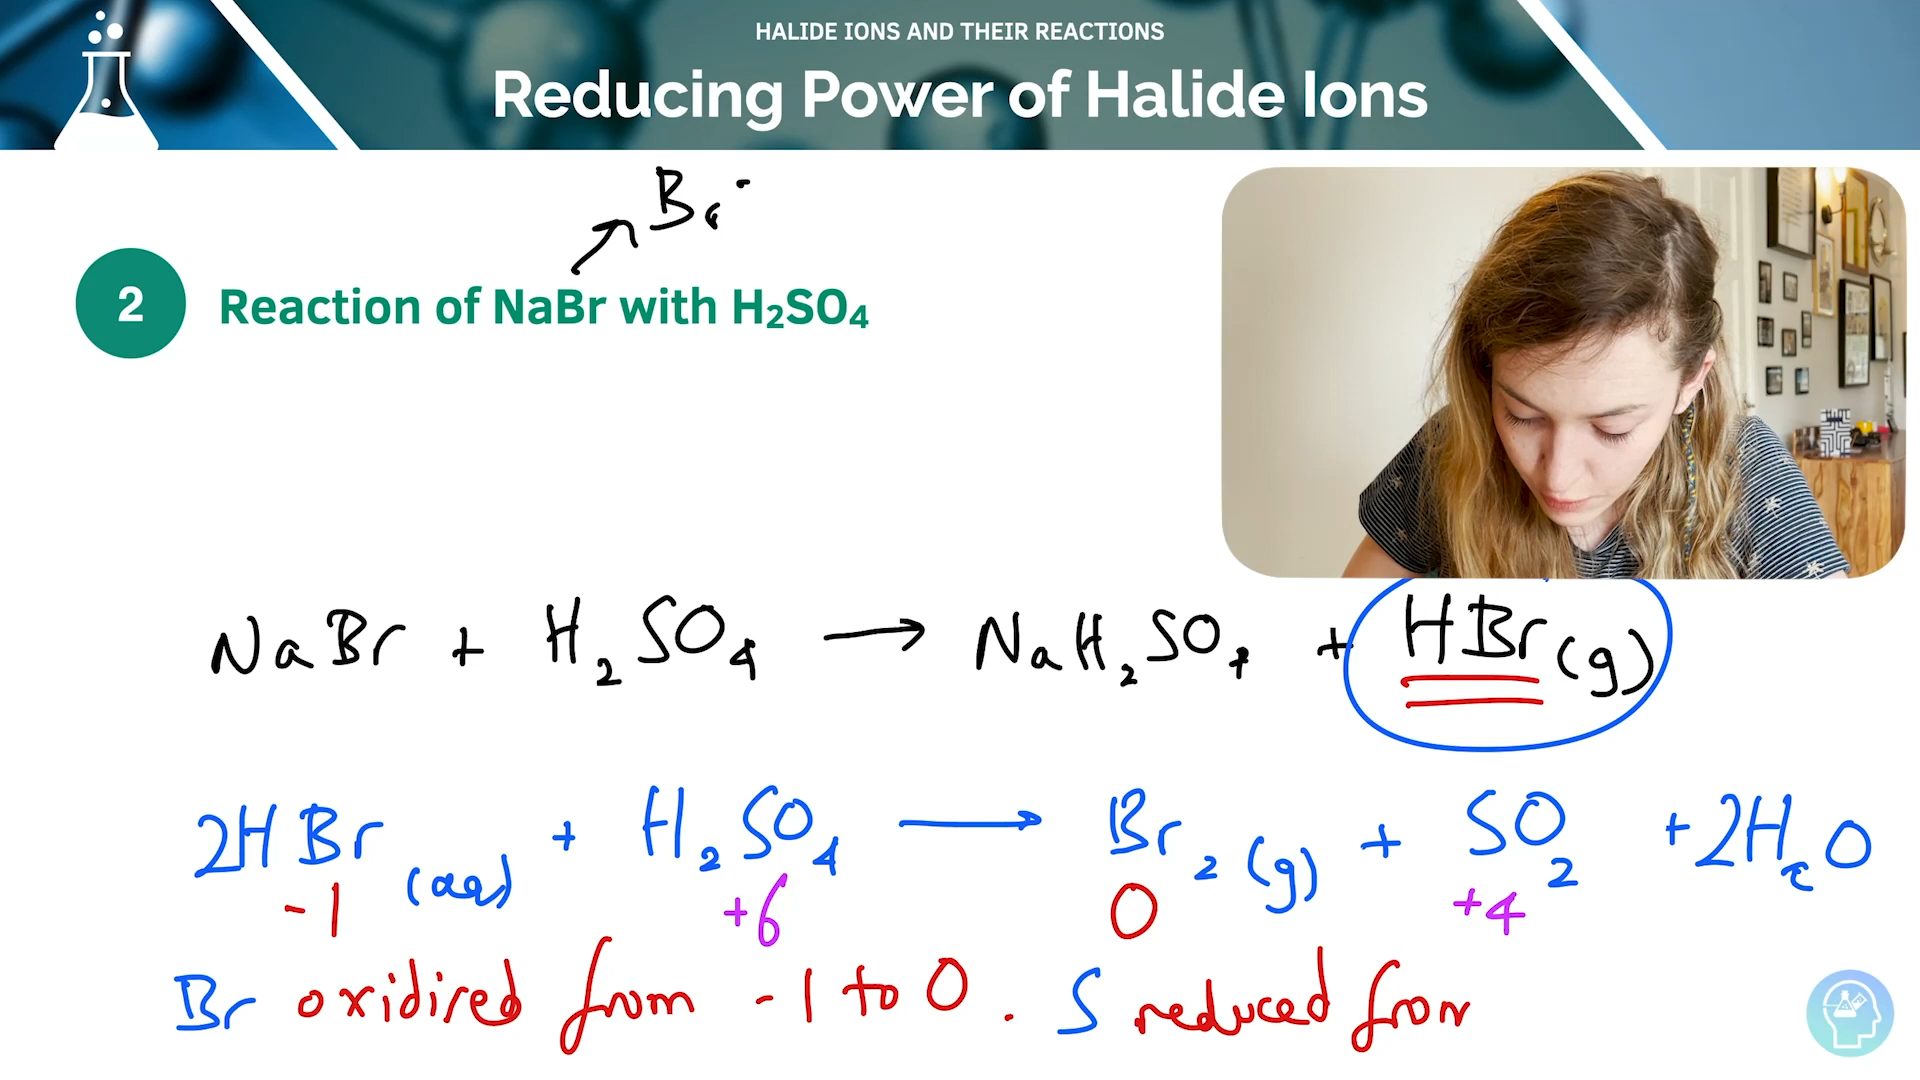 HALIDE IONS AND THEIR REACTIONS
Reducing Power of Halide Ions
Br⁻
2 Reaction of NaBr with H₂SO₄
NaBr + H₂SO₄ → NaH₂SO₄ + HBr(g)
2HBr(aq) + H₂SO₄ → Br₂(g) + SO₂ + 2H₂O
-1 +6 0 +4
Br oxidised from -1 to 0. S reduced from